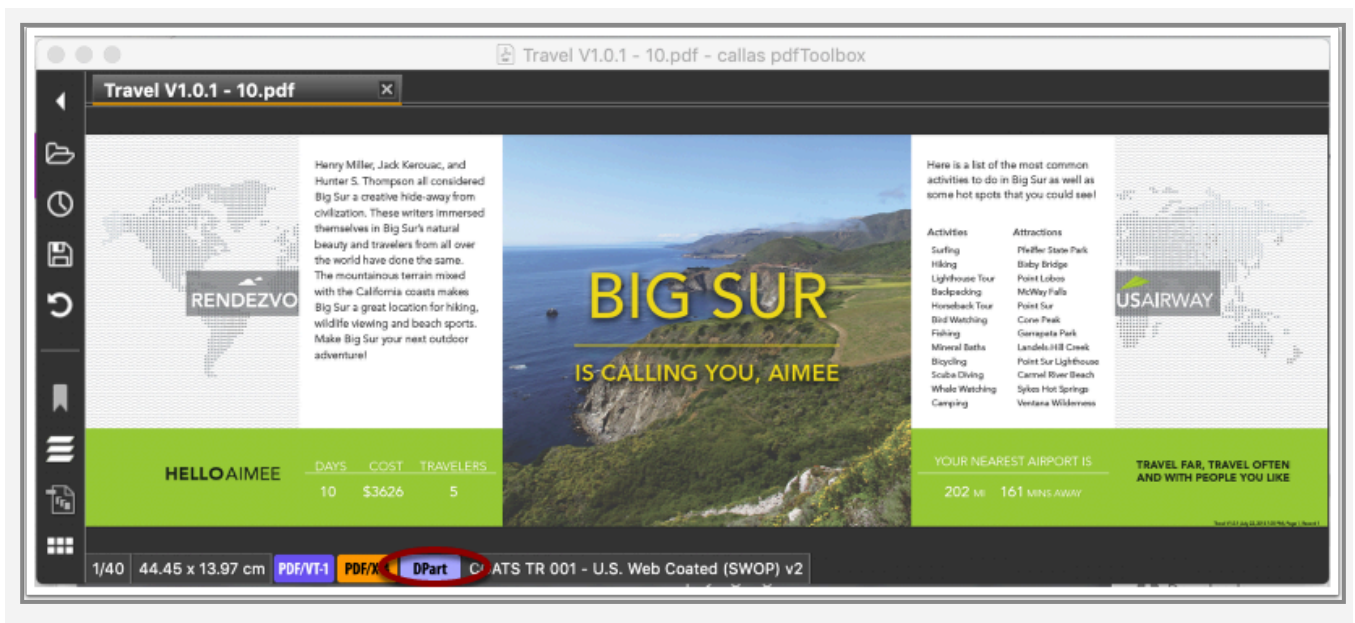 Travel V1.0.1 - 10.pdf - callas pdfToolbox
Travel V1.0.1 - 10.pdf
RENDEZVO
Henry Miller, Jack Kerouac, and
Hunter S. Thompson all considered
Big Sur a creative hide-away from
civilization. These writers immersed
themselves in Big Sur's natural
beauty and travelers from all over
the world have done the same.
The mountainous terrain mixed
with the California coasts makes
Big Sur a great location for hiking,
wildlife viewing and beach sports.
Make Big Sur your next outdoor
adventure!
BIG SUR
IS CALLING YOU, AIMEE
Here is a list of the most common
activities to do in Big Sur as well as
some hot spots that you could see!
Activities Attractions
Surfing Pfeiffer State Park
Hiking Bixby Bridge
Lighthouse Tour Point Lobos
Backpacking McWay Falls
Horseback Tour Point Sur
Bird Watching Cone Peak
Fishing Garrapata Park
Mineral Baths Landels-Hill Creek
Bicycling Point Sur Lighthouse
Scuba Diving Carmel River Beach
Whale Watching Sykes Hot Springs
Camping Ventana Wilderness
USAIRWAY
HELLO AIMEE
DAYS COST TRAVELERS
10 $3626 5
YOUR NEAREST AIRPORT IS
202 MI 161 MINS AWAY
TRAVEL FAR, TRAVEL OFTEN
AND WITH PEOPLE YOU LIKE
1/40 44.45 x 13.97 cm PDF/VT-1 PDF/X DPart TR 001 - U.S. Web Coated (SWOP) v2